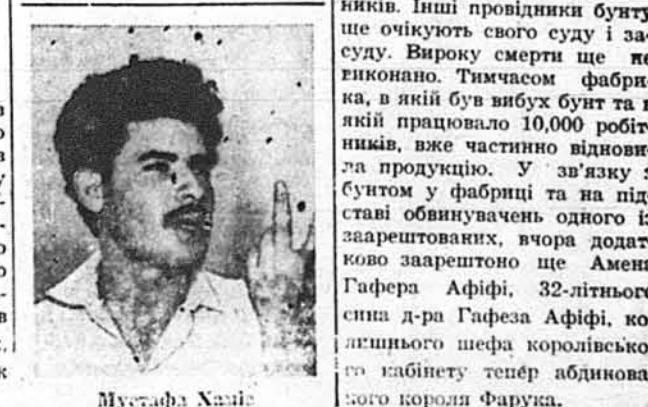 в
о
в
у
-
-
о
о
-
в
,
к
Мустафа Хаміс
ників. Інші провідники бунту
ще очікують свого суду і за-
суду. Вироку смерти ще не
виконано. Тимчасом фабри-
ка, в якій був вибух бунт та в
якій працювало 10,000 робіт-
ників, вже частинно віднови-
ла продукцію. У зв'язку з
бунтом у фабриці та на під-
ставі обвинувачень одного із
заарештованих, вчора додат-
ково заарештоно ще Амена
Гафера Афіфі, 32-літнього
сина д-ра Гафеза Афіфі, ко-
лишнього шефа королівсько-
го кабінету тепер абдикова-
ного короля Фарука.